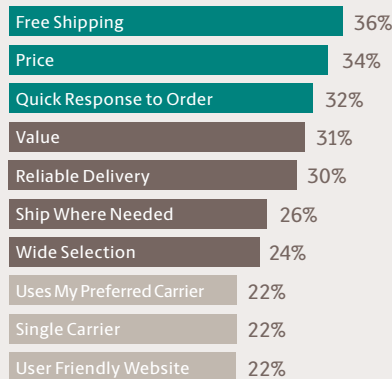 Free Shipping 36%
Price 34%
Quick Response to Order 32%
Value 31%
Reliable Delivery 30%
Ship Where Needed 26%
Wide Selection 24%
Uses My Preferred Carrier 22%
Single Carrier 22%
User Friendly Website 22%